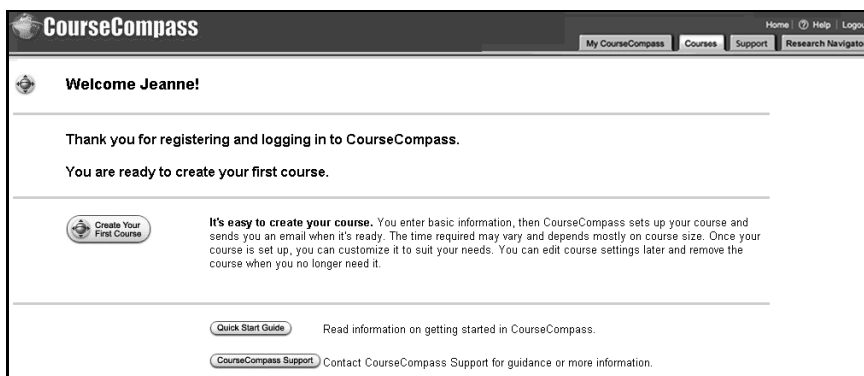 CourseCompass
Home | ? Help | Logou
My CourseCompass Courses Support Research Navigato
Welcome Jeanne!
Thank you for registering and logging in to CourseCompass.
You are ready to create your first course.
Create Your
First Course
It's easy to create your course. You enter basic information, then CourseCompass sets up your course and
sends you an email when it's ready. The time required may vary and depends mostly on course size. Once your
course is set up, you can customize it to suit your needs. You can edit course settings later and remove the
course when you no longer need it.
Quick Start Guide Read information on getting started in CourseCompass.
CourseCompass Support Contact CourseCompass Support for guidance or more information.